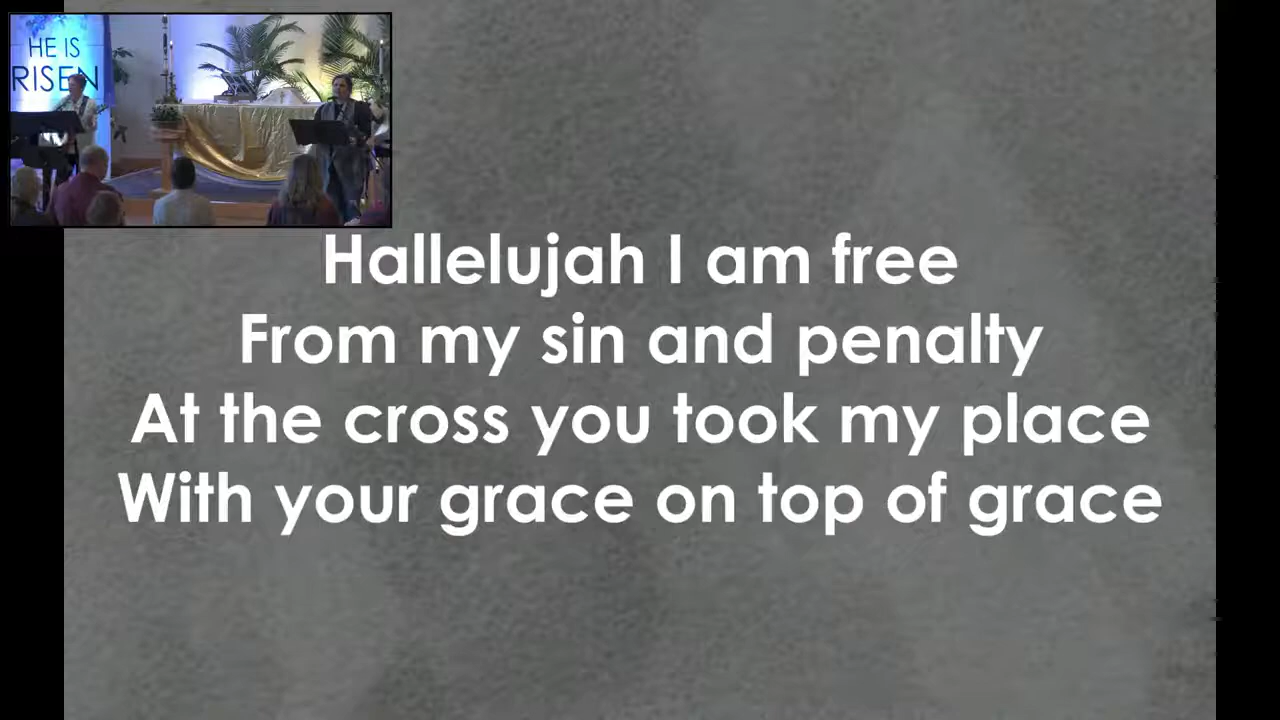 HE IS
RISEN
Hallelujah I am free
From my sin and penalty
At the cross you took my place
With your grace on top of grace